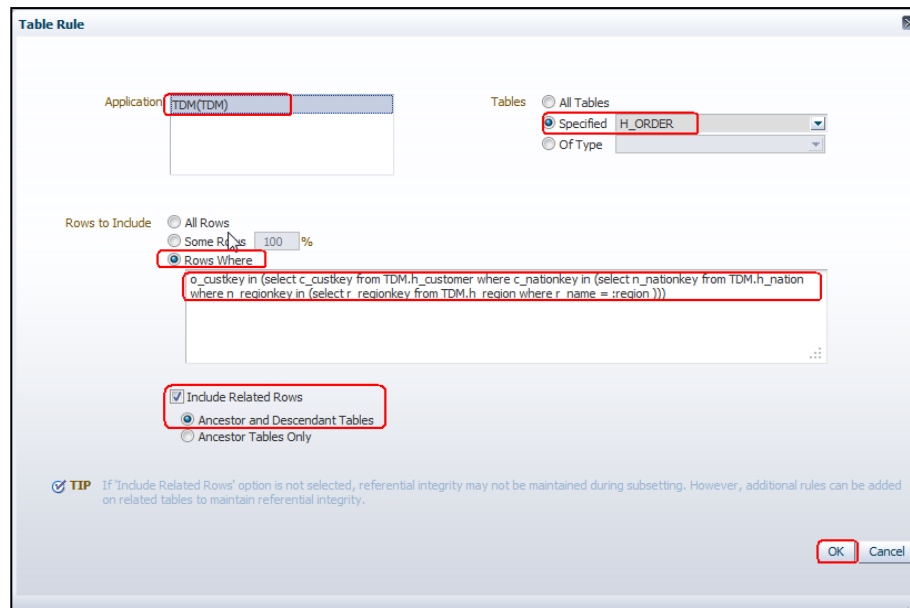 Table Rule
Application TDM(TDM) Tables All Tables
Specified H_ORDER
Of Type
Rows to Include All Rows
Some Rows 100 %
Rows Where
o_custkey in (select c_custkey from TDM.h_customer where c_nationkey in (select n_nationkey from TDM.h_nation
where n_regionkey in (select r_regionkey from TDM.h_region where r_name = :region )))
Include Related Rows
Ancestor and Descendant Tables
Ancestor Tables Only
TIP If 'Include Related Rows' option is not selected, referential integrity may not be maintained during subsetting. However, additional rules can be added
on related tables to maintain referential integrity.
OK Cancel